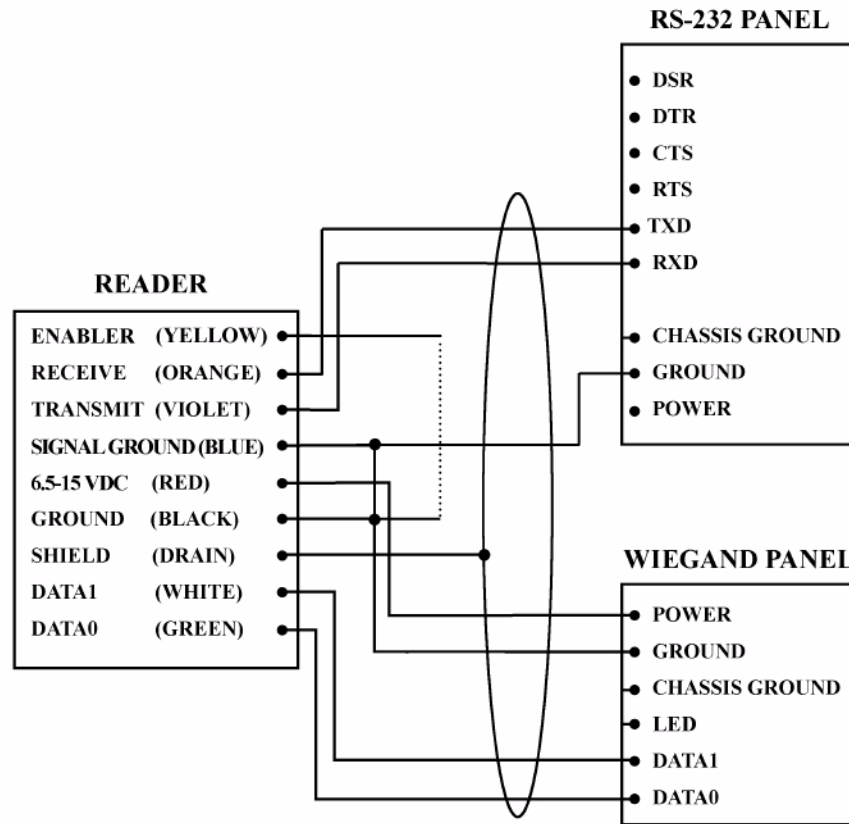 RS-232 PANEL
DSR
DTR
CTS
RTS
TXD
RXD
CHASSIS GROUND
GROUND
POWER
READER
ENABLER (YELLOW)
RECEIVE (ORANGE)
TRANSMIT (VIOLET)
SIGNAL GROUND (BLUE)
6.5-15 VDC (RED)
GROUND (BLACK)
SHIELD (DRAIN)
DATA1 (WHITE)
DATA0 (GREEN)
WIEGAND PANEL
POWER
GROUND
CHASSIS GROUND
LED
DATA1
DATA0